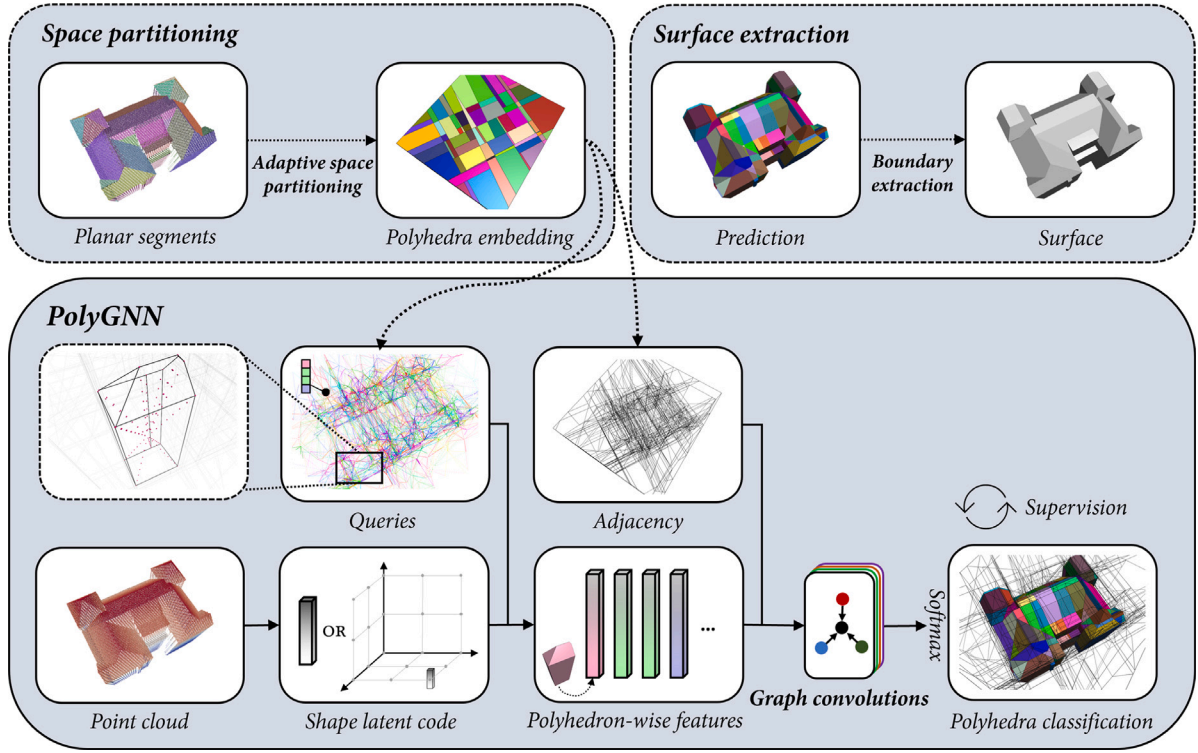 Space partitioning
Adaptive space
partitioning
Planar segments
Polyhedra embedding
Surface extraction
Boundary
extraction
Prediction
Surface
PolyGNN
Queries
Adjacency
Supervision
OR
...
Softmax
Graph convolutions
Point cloud
Shape latent code
Polyhedron-wise features
Polyhedra classification